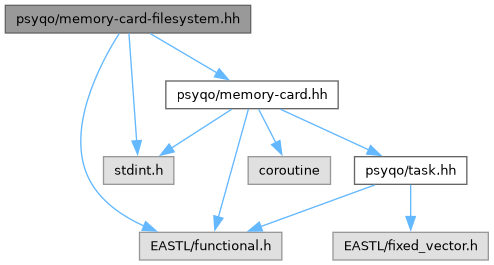 psyqo/memory-card-filesystem.hh
psyqo/memory-card.hh
stdint.h
coroutine
psyqo/task.hh
EASTL/functional.h
EASTL/fixed_vector.h